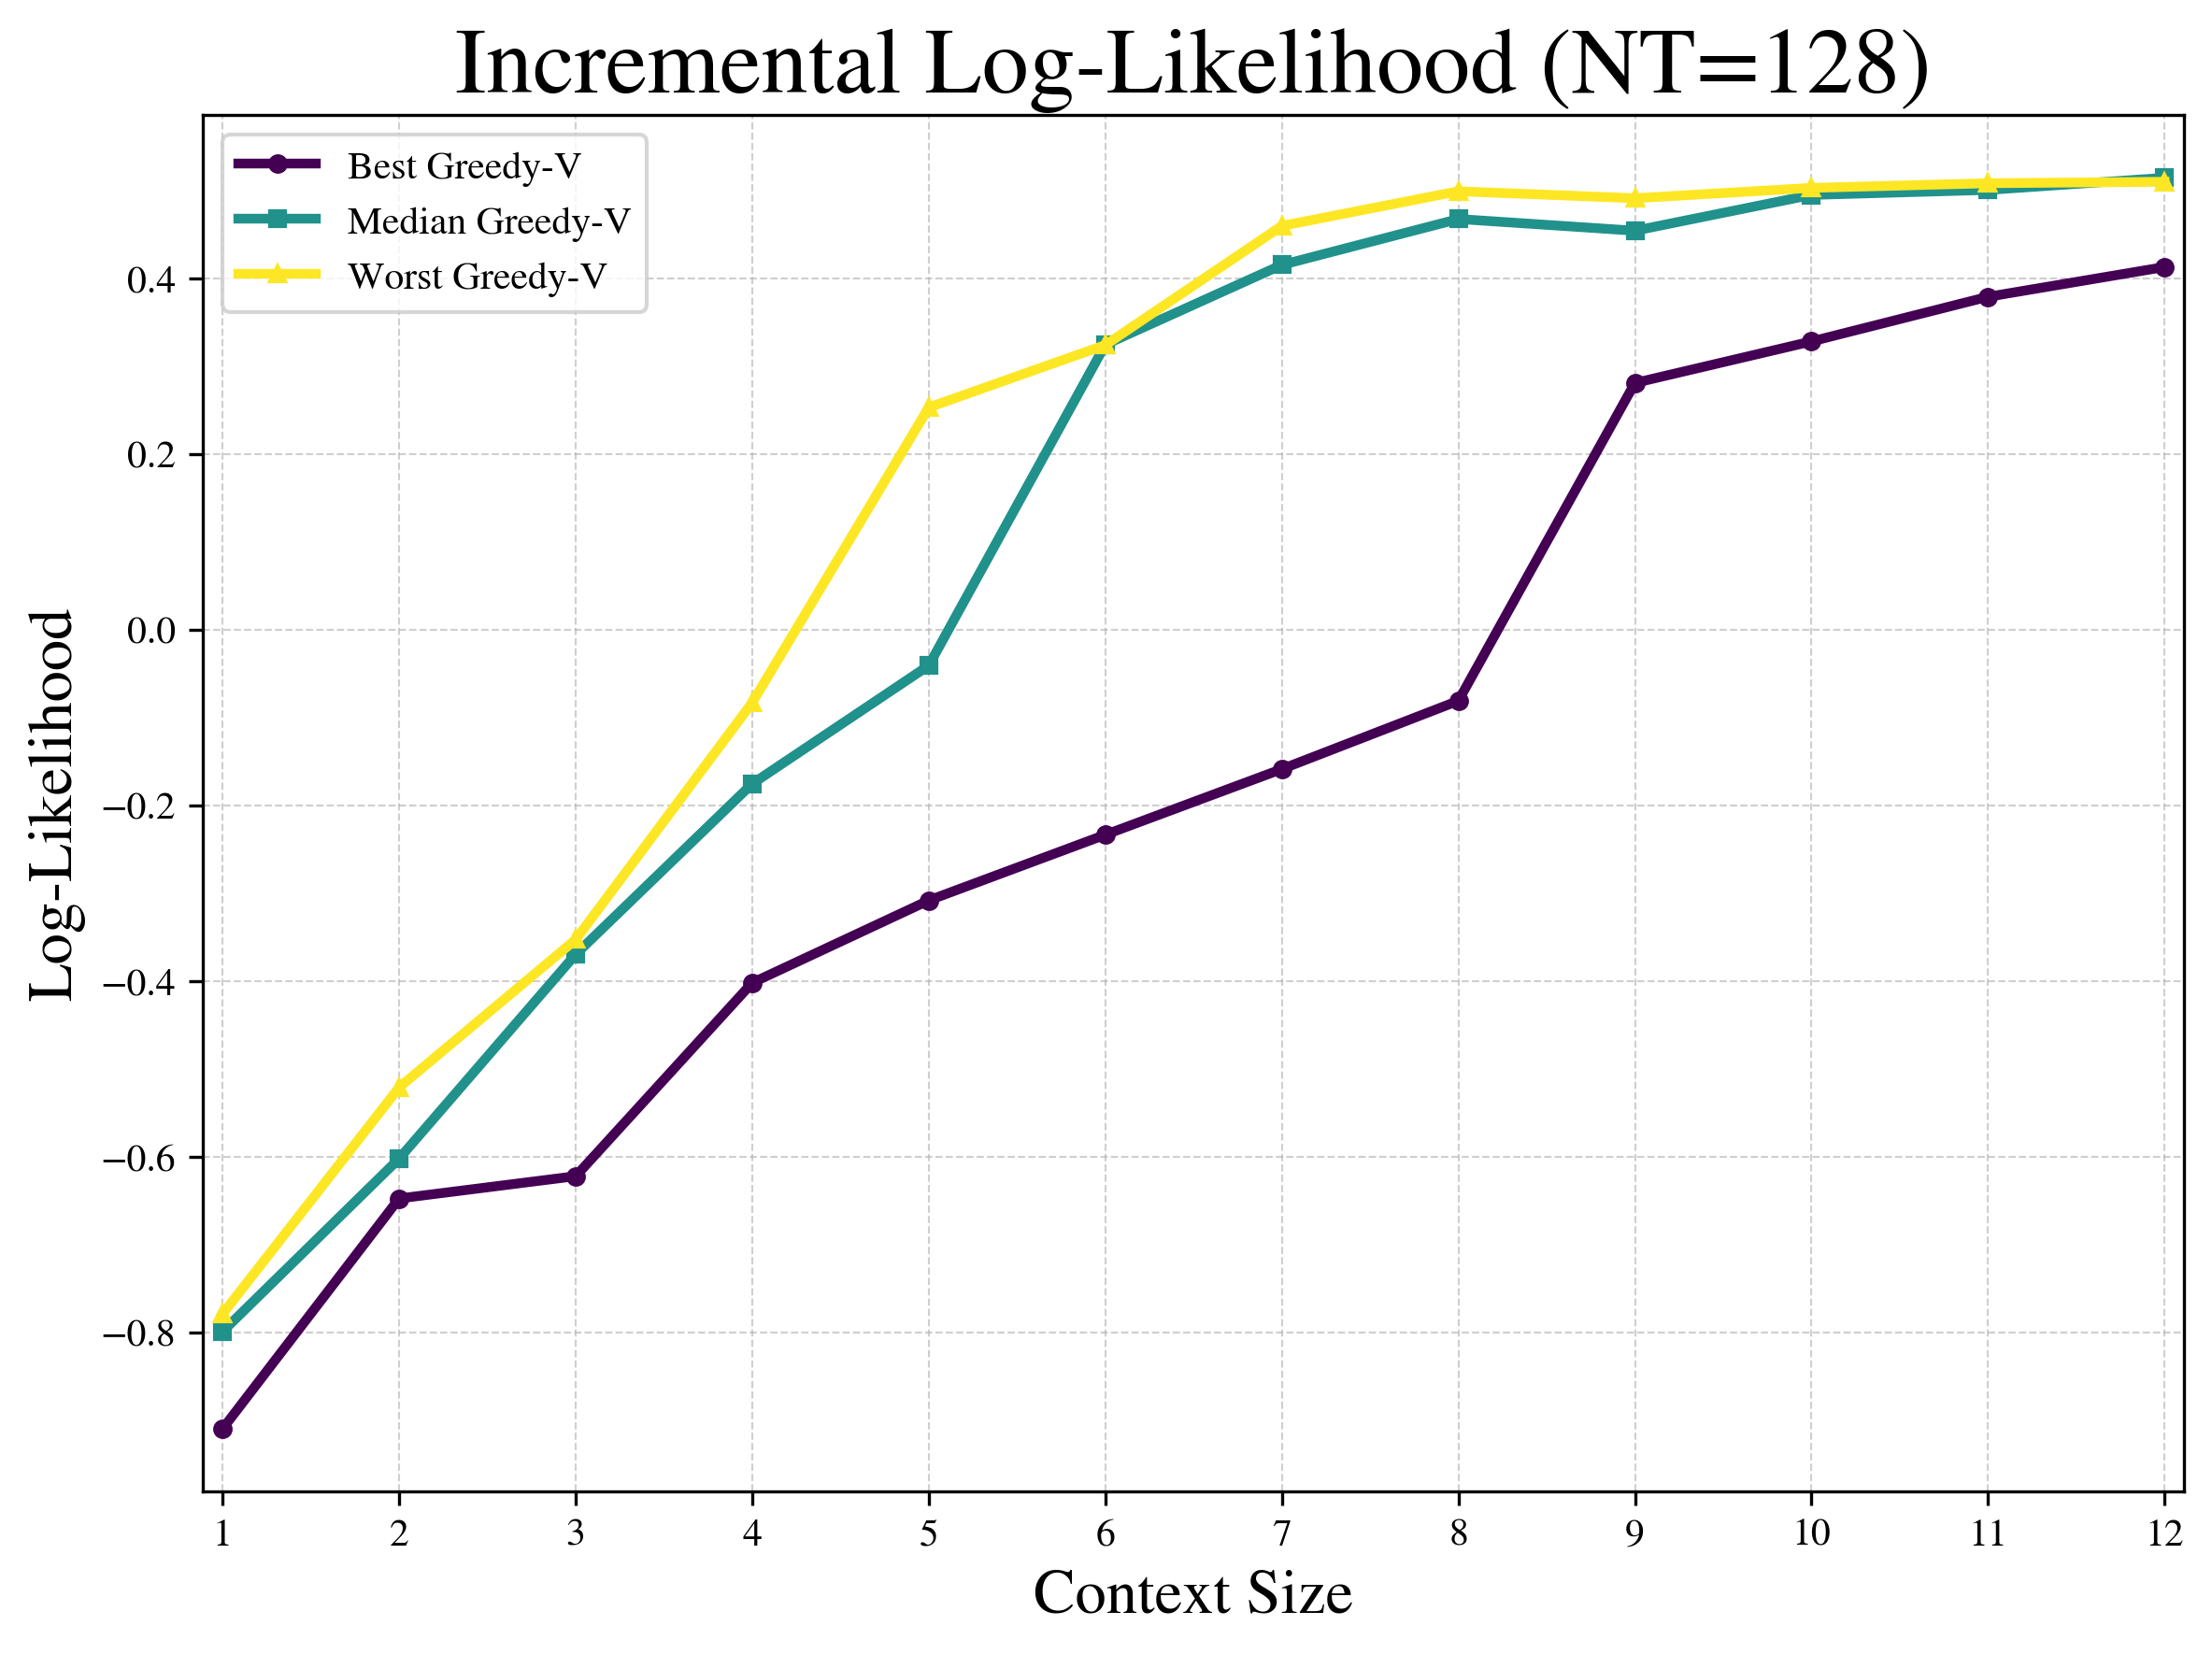 Incremental Log-Likelihood (NT=128)
Best Greedy-V
Median Greedy-V
Worst Greedy-V
0.4
0.2
0.0
−0.2
−0.4
−0.6
−0.8
Log-Likelihood
1 2 3 4 5 6 7 8 9 10 11 12
Context Size